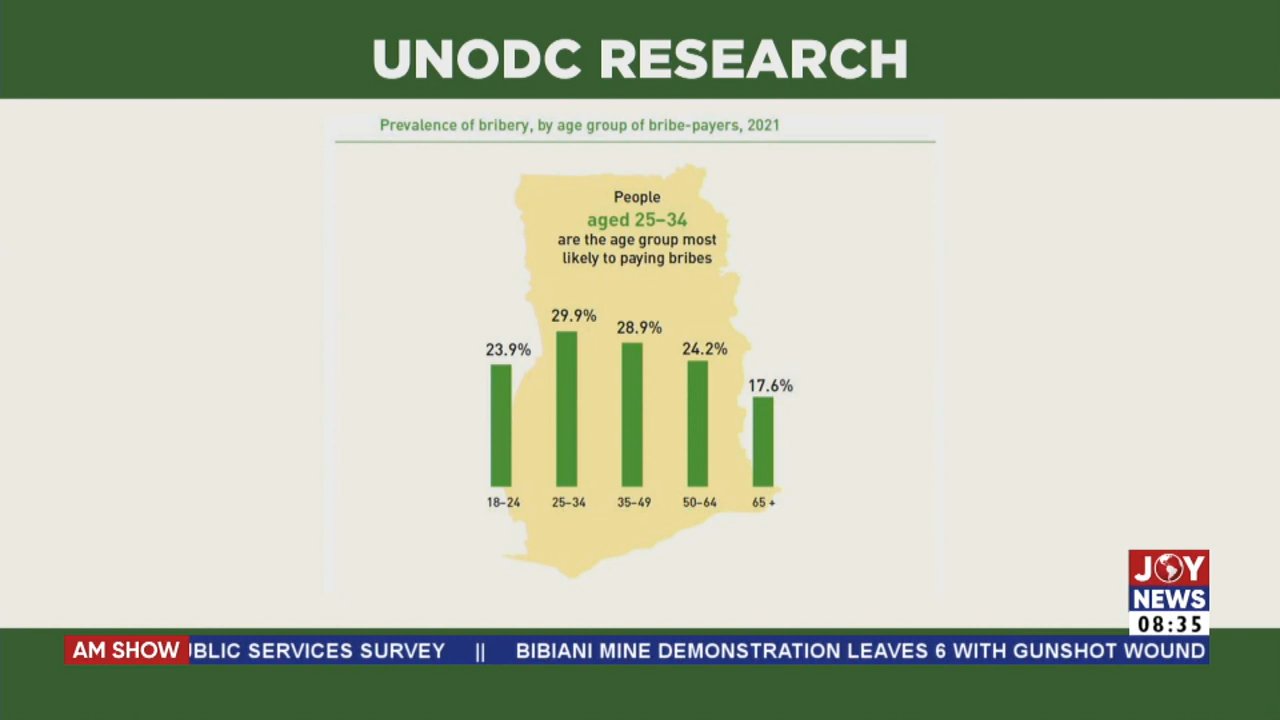 UNODC RESEARCH
Prevalence of bribery, by age group of bribe-payers, 2021
People
aged 25–34
are the age group most
likely to paying bribes
23.9%
29.9%
28.9%
24.2%
17.6%
18–24
25–34
35–49
50–64
65 +
JOY
NEWS
08:35
AM SHOW
UBLIC SERVICES SURVEY || BIBIANI MINE DEMONSTRATION LEAVES 6 WITH GUNSHOT WOUND